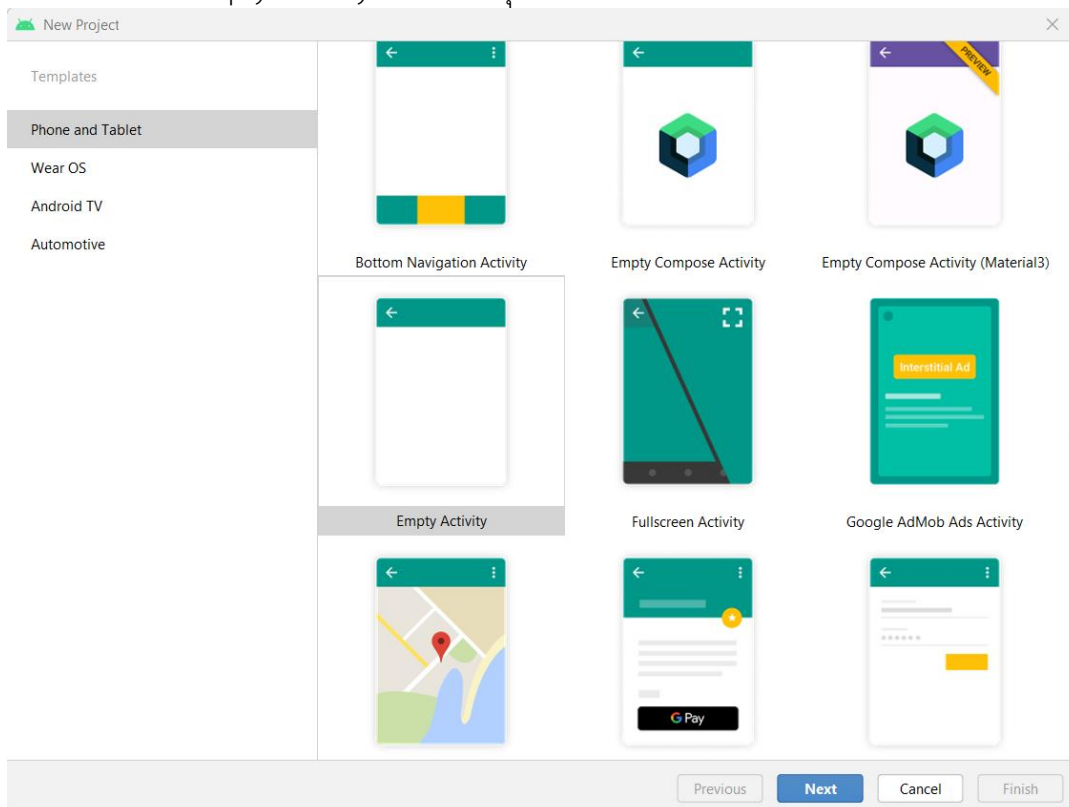 New Project
Templates
Phone and Tablet
Wear OS
Android TV
Automotive
PREVIEW
Bottom Navigation Activity
Empty Compose Activity
Empty Compose Activity (Material3)
Interstitial Ad
Empty Activity
Fullscreen Activity
Google AdMob Ads Activity
G Pay
Previous
Next
Cancel
Finish